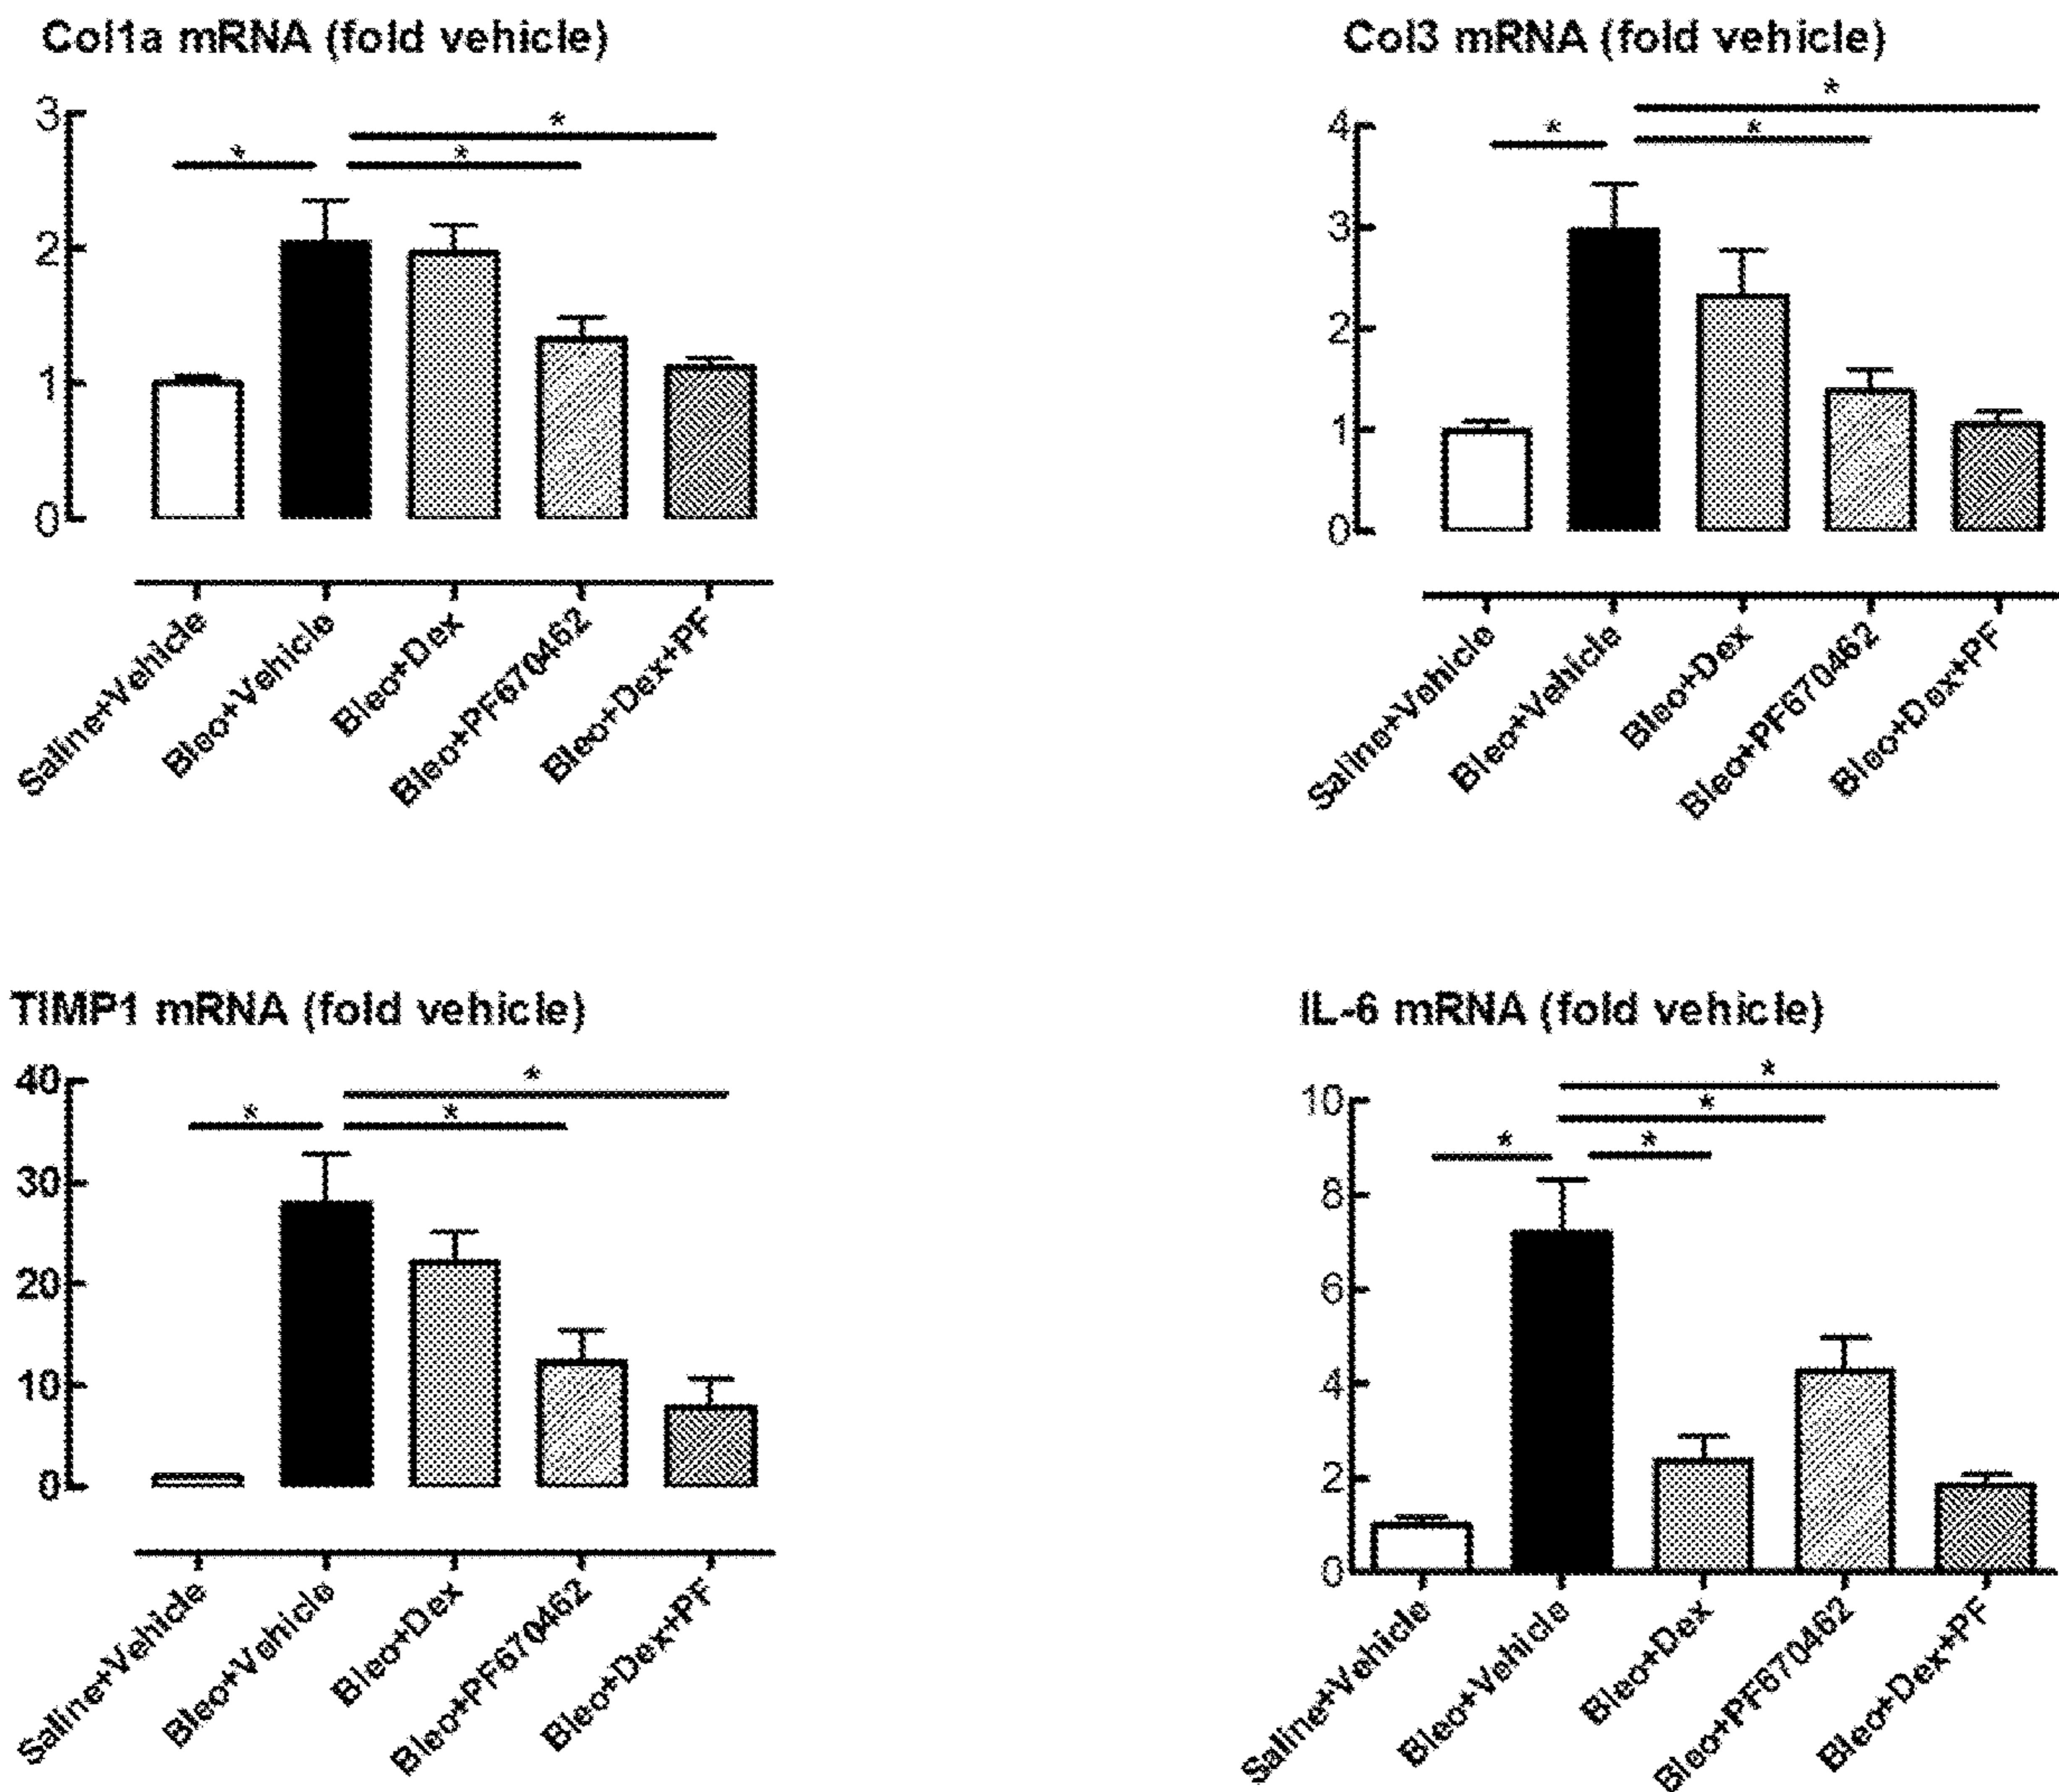 Col1a mRNA (fold vehicle)
*
*
*
3
2
1
0
Saline+Vehicle
Bleo+Vehicle
Bleo+Dex
Bleo+PF670462
Bleo+Dex+PF
Col3 mRNA (fold vehicle)
*
*
*
4
3
2
1
0
Saline+Vehicle
Bleo+Vehicle
Bleo+Dex
Bleo+PF670462
Bleo+Dex+PF
TIMP1 mRNA (fold vehicle)
*
*
*
40
30
20
10
0
Saline+Vehicle
Bleo+Vehicle
Bleo+Dex
Bleo+PF670462
Bleo+Dex+PF
IL-6 mRNA (fold vehicle)
*
*
*
*
10
8
6
4
2
0
Saline+Vehicle
Bleo+Vehicle
Bleo+Dex
Bleo+PF670462
Bleo+Dex+PF